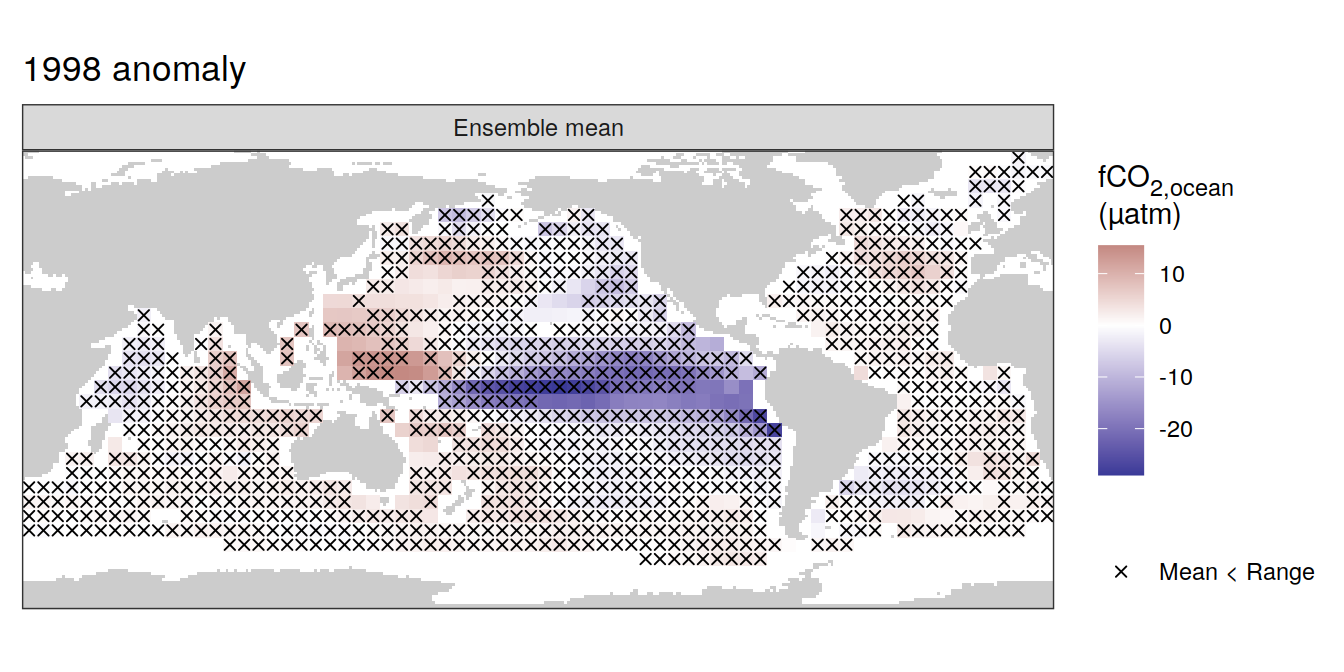 1998 anomaly
Ensemble mean
fCO2,ocean
(µatm)
10
0
-10
-20
× Mean < Range